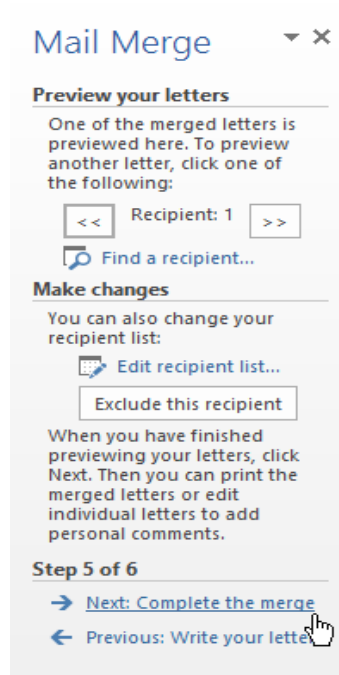 Mail Merge
Preview your letters
One of the merged letters is
previewed here. To preview
another letter, click one of
the following:
<< Recipient: 1 >>
Find a recipient...
Make changes
You can also change your
recipient list:
Edit recipient list...
Exclude this recipient
When you have finished
previewing your letters, click
Next. Then you can print the
merged letters or edit
individual letters to add
personal comments.
Step 5 of 6
Next: Complete the merge
Previous: Write your letter